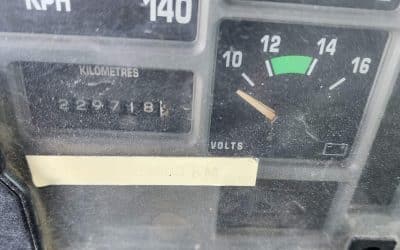 KPH 140
KILOMETRES
229718
10 12 14 16
VOLTS